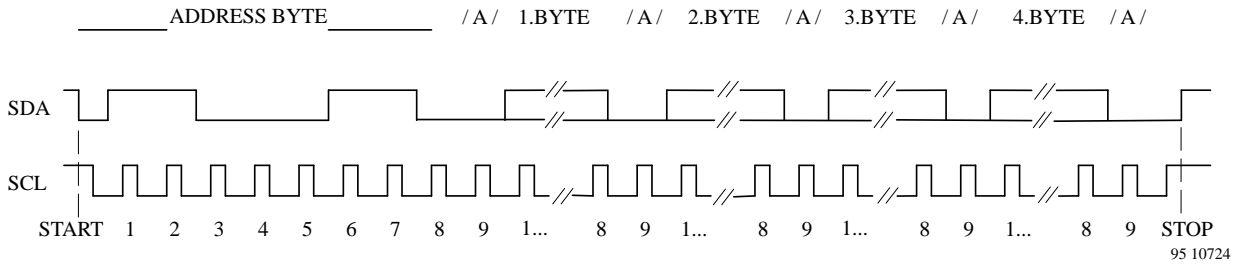 ADDRESS BYTE / A / 1.BYTE / A / 2.BYTE / A / 3.BYTE / A / 4.BYTE / A /
SDA
SCL
START 1 2 3 4 5 6 7 8 9 1... 8 9 1... 8 9 1... 8 9 1... 8 9 STOP
95 10724